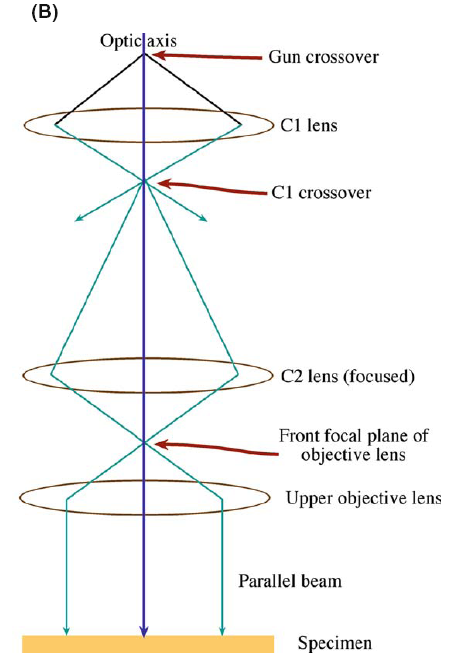 (B)
Optic axis
Gun crossover
C1 lens
C1 crossover
C2 lens (focused)
Front focal plane of
objective lens
Upper objective lens
Parallel beam
Specimen